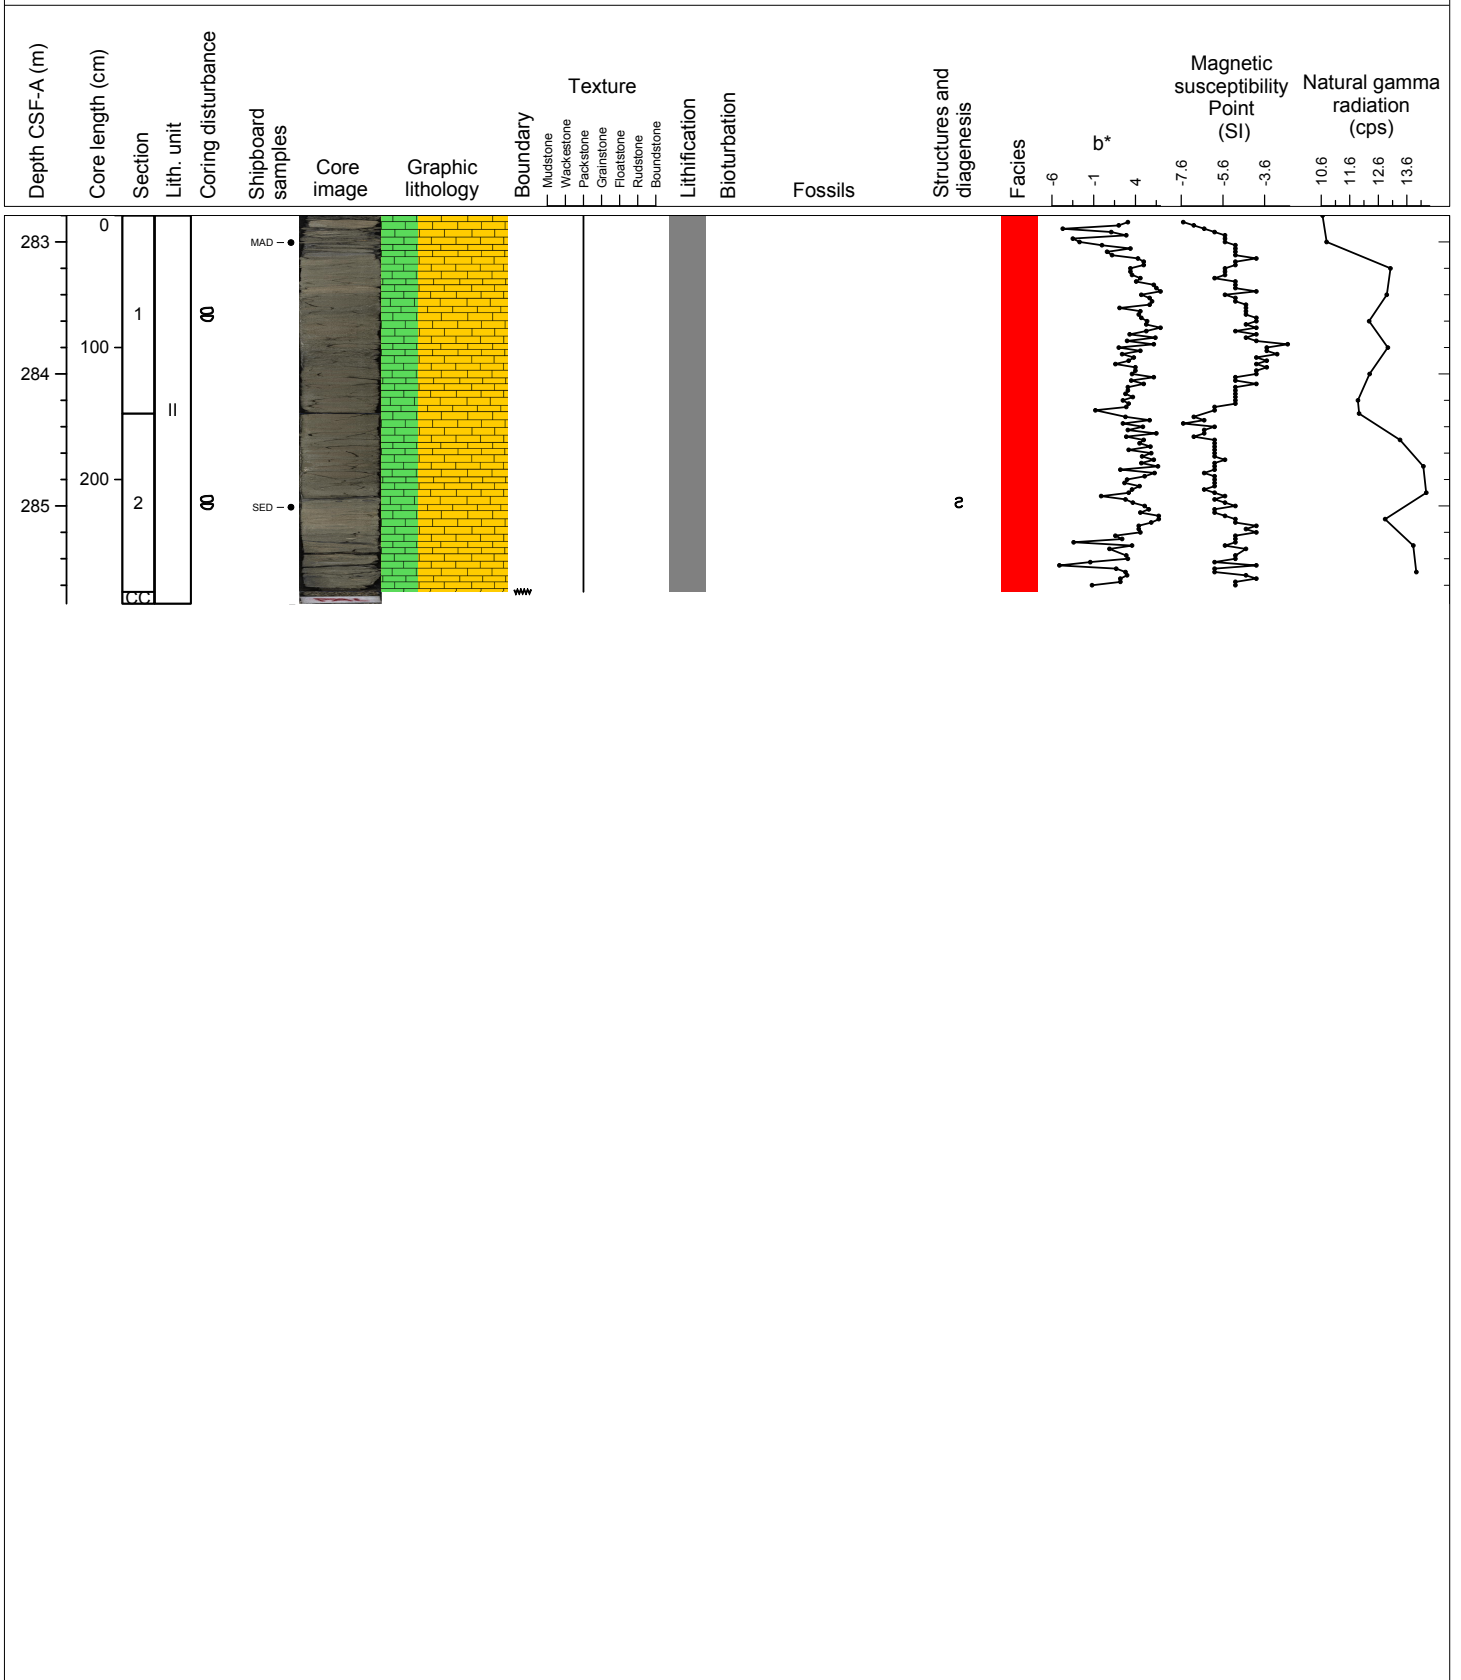 Depth CSF-A (m)
Core length (cm)
Section
Lith. unit
Coring disturbance
Shipboard
samples
Core
image
Graphic
lithology
Boundary
Texture
Mudstone
Wackestone
Packstone
Grainstone
Floatstone
Rudstone
Boundstone
Lithification
Bioturbation
Fossils
Structures and
diagenesis
Facies
b*
-6
-1
4
Magnetic
susceptibility
Point
(SI)
-7.6
-5.6
-3.6
Natural gamma
radiation
(cps)
10.6
11.6
12.6
13.6
283
284
285
0
100
200
1
2
CC
II
MAD
SED
PAL